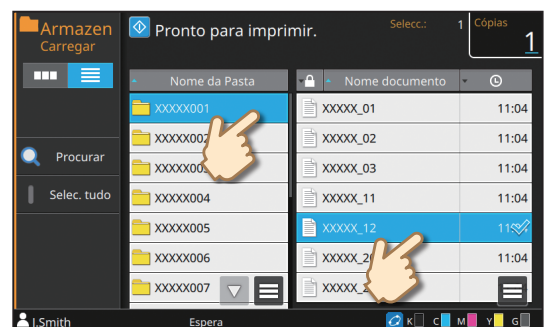 Armazen
Carregar
Pronto para imprimir.
Selecc.: 1
Cópias
1
Nome da Pasta
Nome documento
XXXXX001
XXXXX002
XXXXX004
XXXXX005
XXXXX006
XXXXX007
XXXXX_01 11:04
XXXXX_02 11:04
XXXXX_03 11:04
XXXXX_11 11:04
XXXXX_12
11:04
Procurar
Selec. tudo
J.Smith
Espera
K C M Y G